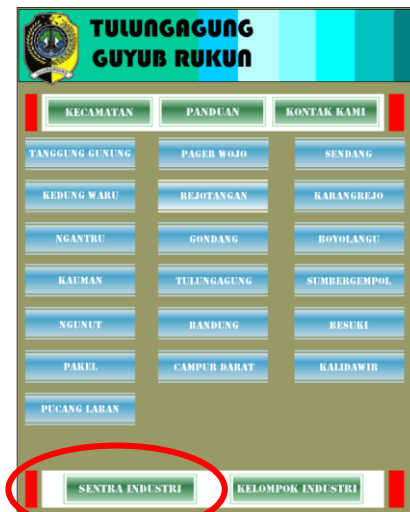 TULUNGAGUNG
GUYUB RUKUN
KECAMATAN PANDUAN KONTAK KAMI
TANGGUNG GUNUNG PAGER WOJO SENDANG
KEDUNG WARU REJOTANGAN KARANGREJO
NGANTRU GONDANG BOYOLANGU
KAUMAN TULUNGAGUNG SUMBERGEMPOL
NGUNUT BANDUNG BESUKI
PAKEL CAMPUR DARAT KALIDAWIR
PUCANG LABAN
SENTRA INDUSTRI KELOMPOK INDUSTRI